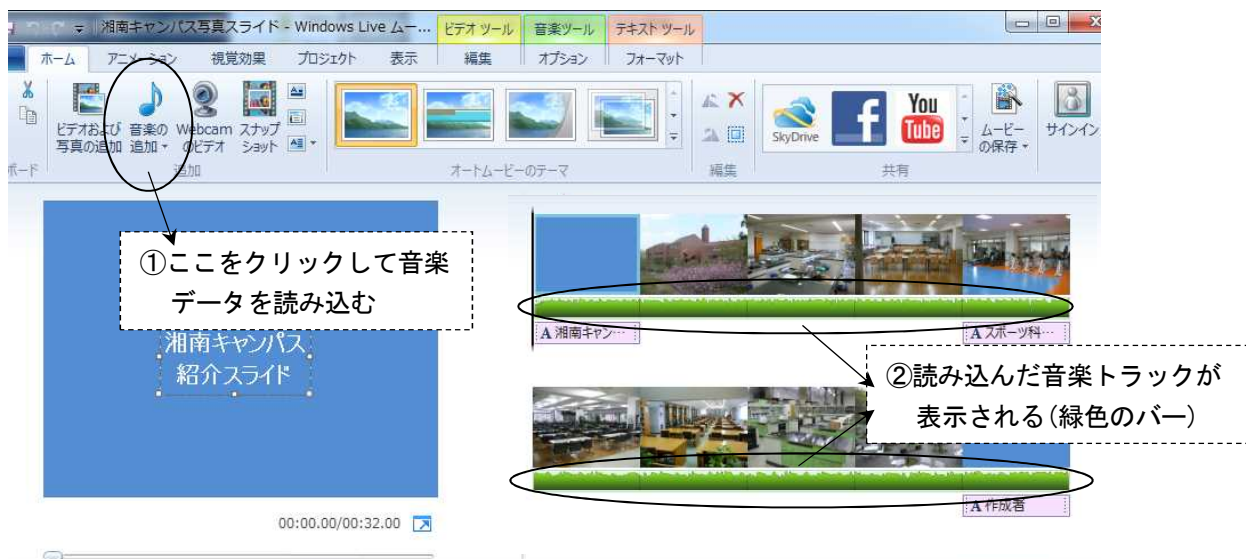 湘南キャンパス写真スライド - Windows Live ムー...
ビデオ ツール
音楽ツール
テキスト ツール
ホーム アニメーション 視覚効果 プロジェクト 表示 編集 オプション フォーマット
ビデオおよび
写真の追加
音楽の
追加
Webcam
のビデオ
スナップ
ショット
SkyDrive
f
You
Tube
ムービー
の保存
サインイン
ボード
追加
オートムービーのテーマ
編集
共有
①ここをクリックして音楽
データを読み込む
湘南キャンパス
紹介スライド
A 湘南キャン…
A スポーツ科…
②読み込んだ音楽トラックが
表示される(緑色のバー)
A 作成者
00:00.00/00:32.00